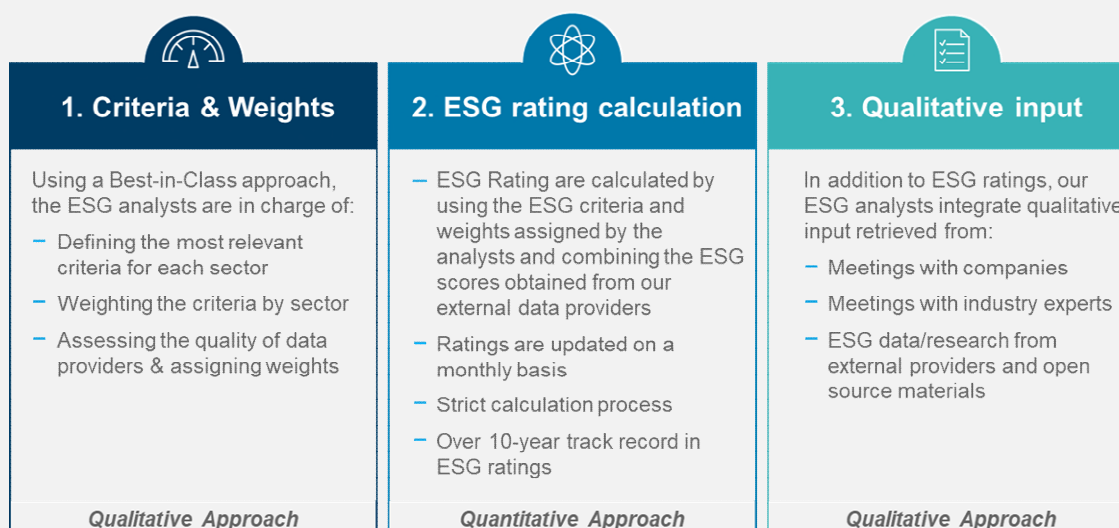 1. Criteria & Weights
Using a Best-in-Class approach,
the ESG analysts are in charge of:
– Defining the most relevant
criteria for each sector
– Weighting the criteria by sector
– Assessing the quality of data
providers & assigning weights
Qualitative Approach
2. ESG rating calculation
– ESG Rating are calculated by
using the ESG criteria and
weights assigned by the
analysts and combining the ESG
scores obtained from our
external data providers
– Ratings are updated on a
monthly basis
– Strict calculation process
– Over 10-year track record in
ESG ratings
Quantitative Approach
3. Qualitative input
In addition to ESG ratings, our
ESG analysts integrate qualitative
input retrieved from:
– Meetings with companies
– Meetings with industry experts
– ESG data/research from
external providers and open
source materials
Qualitative Approach